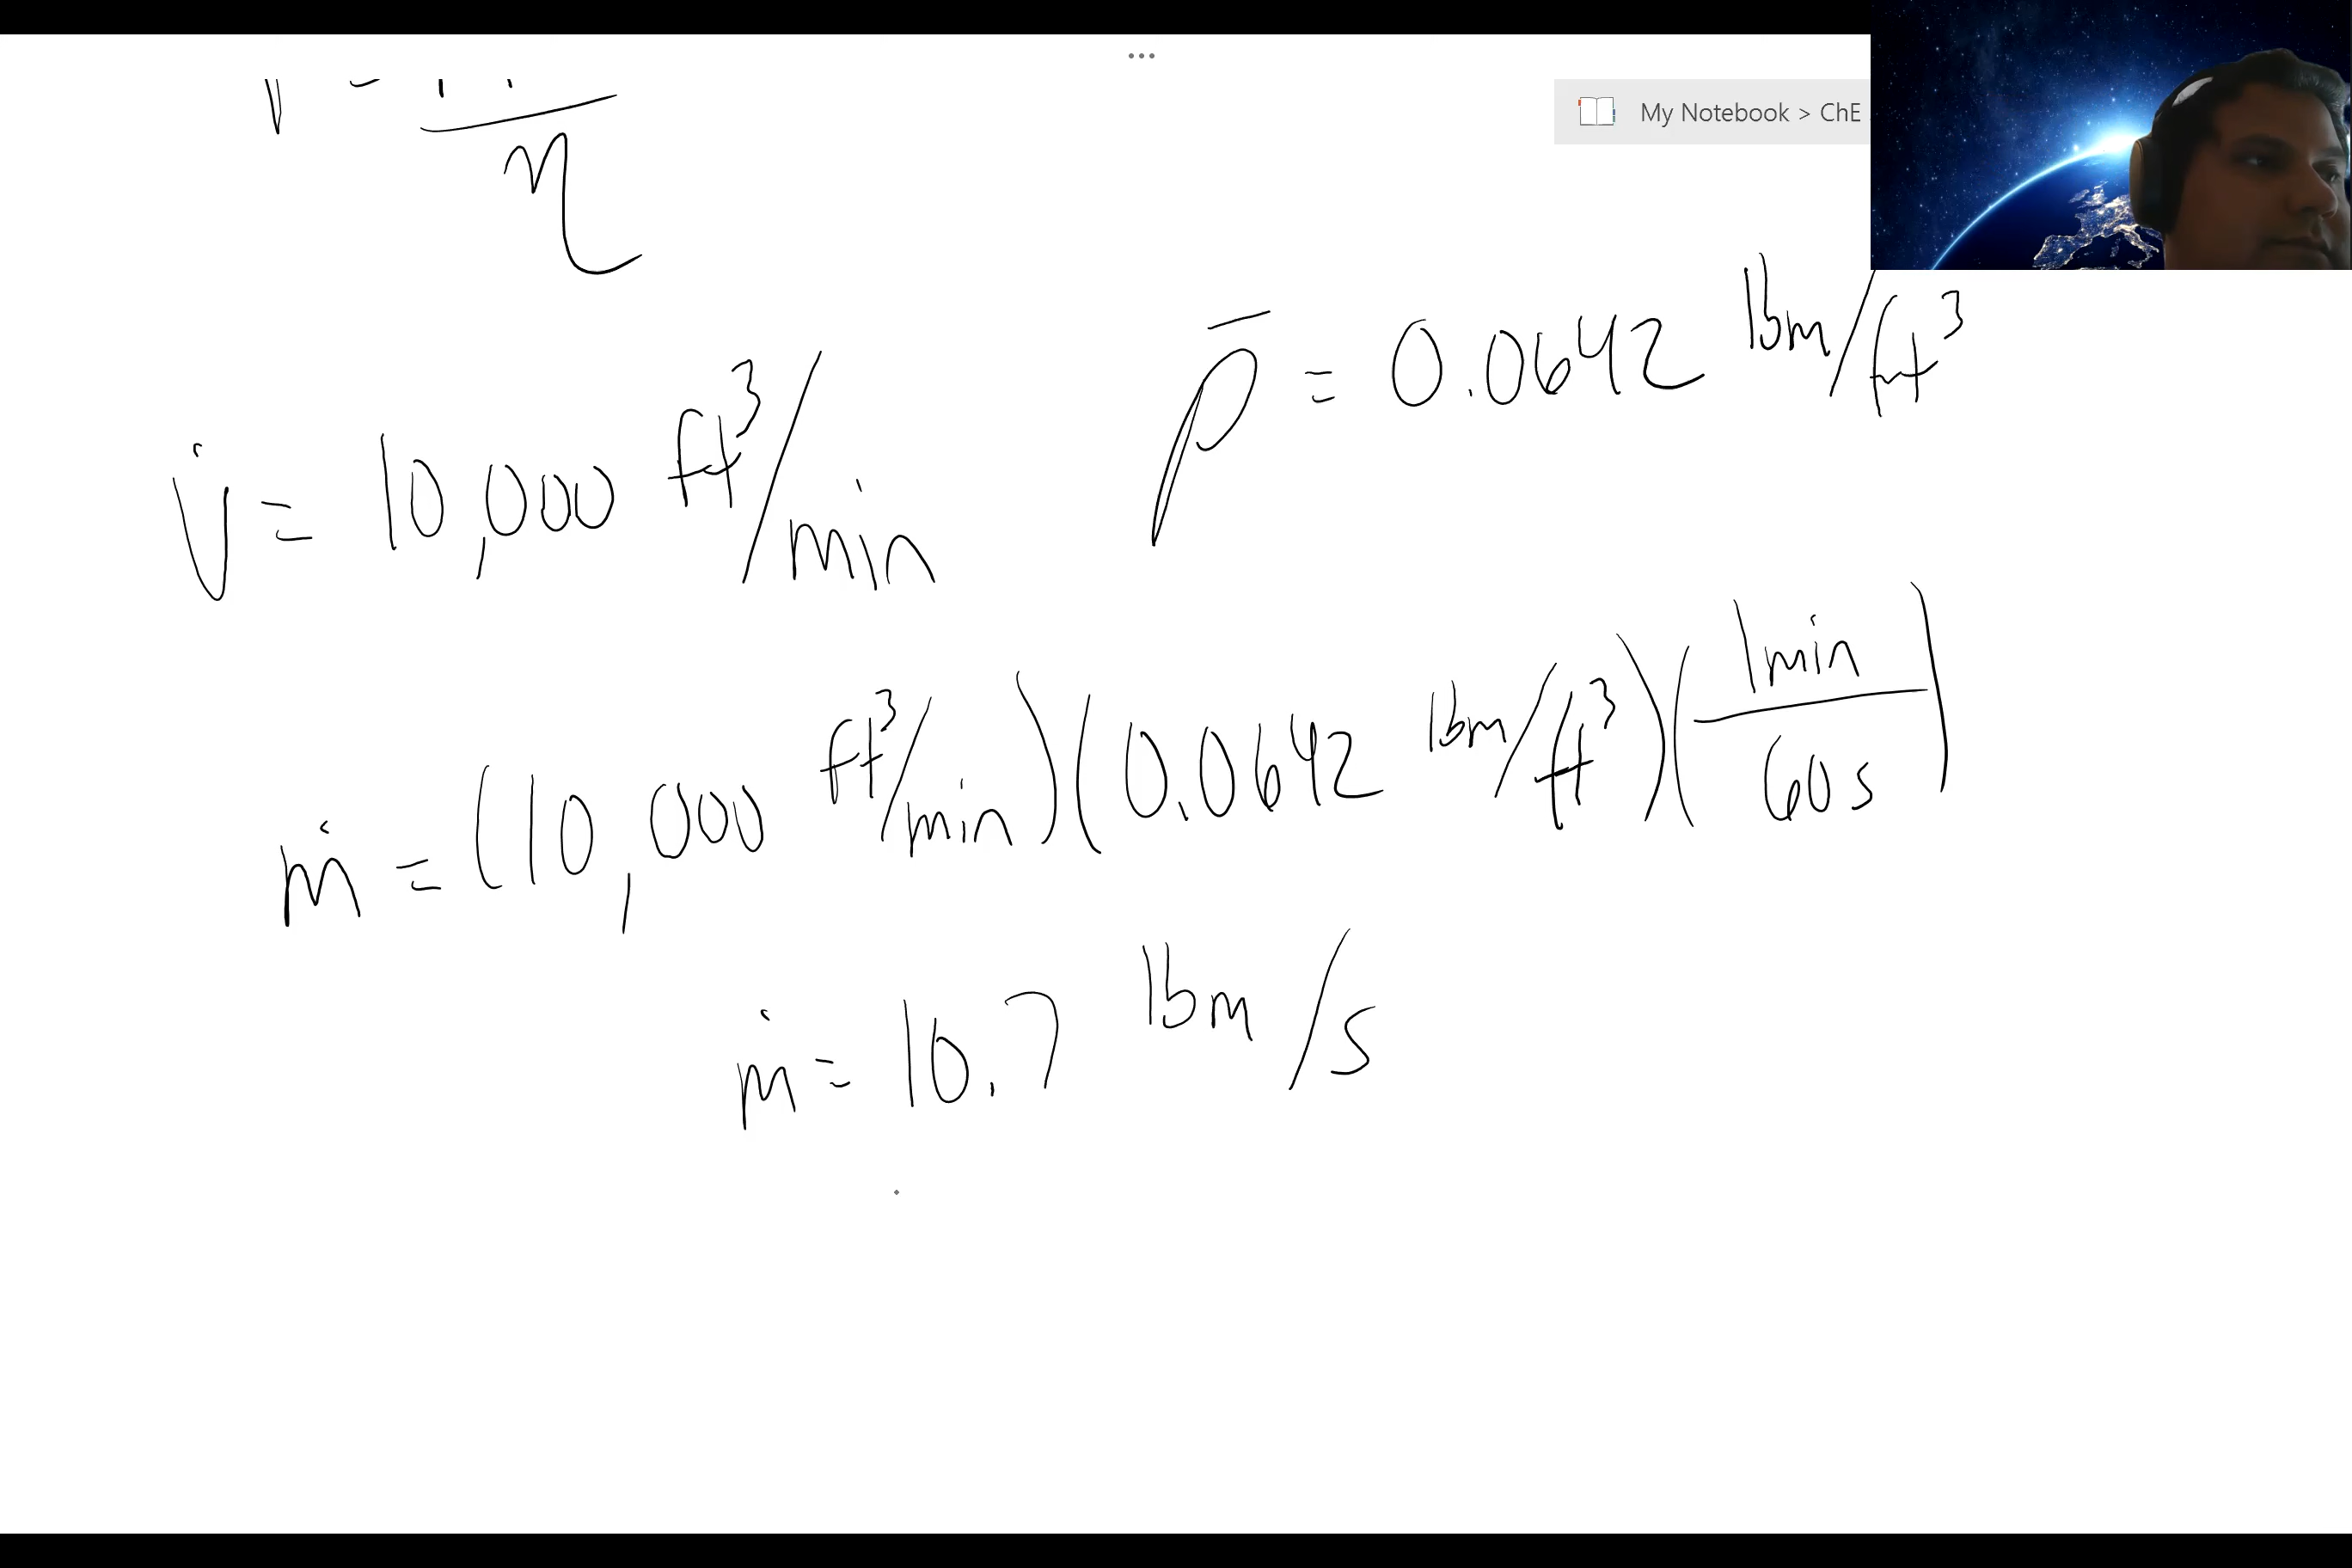 My Notebook > ChE
η
ρ̄ = 0.0642 lbm/ft³
V̇ = 10,000 ft³/min
ṁ = (10,000 ft³/min)(0.0642 lbm/ft³)(1min/60s)
ṁ = 10.7 lbm/s